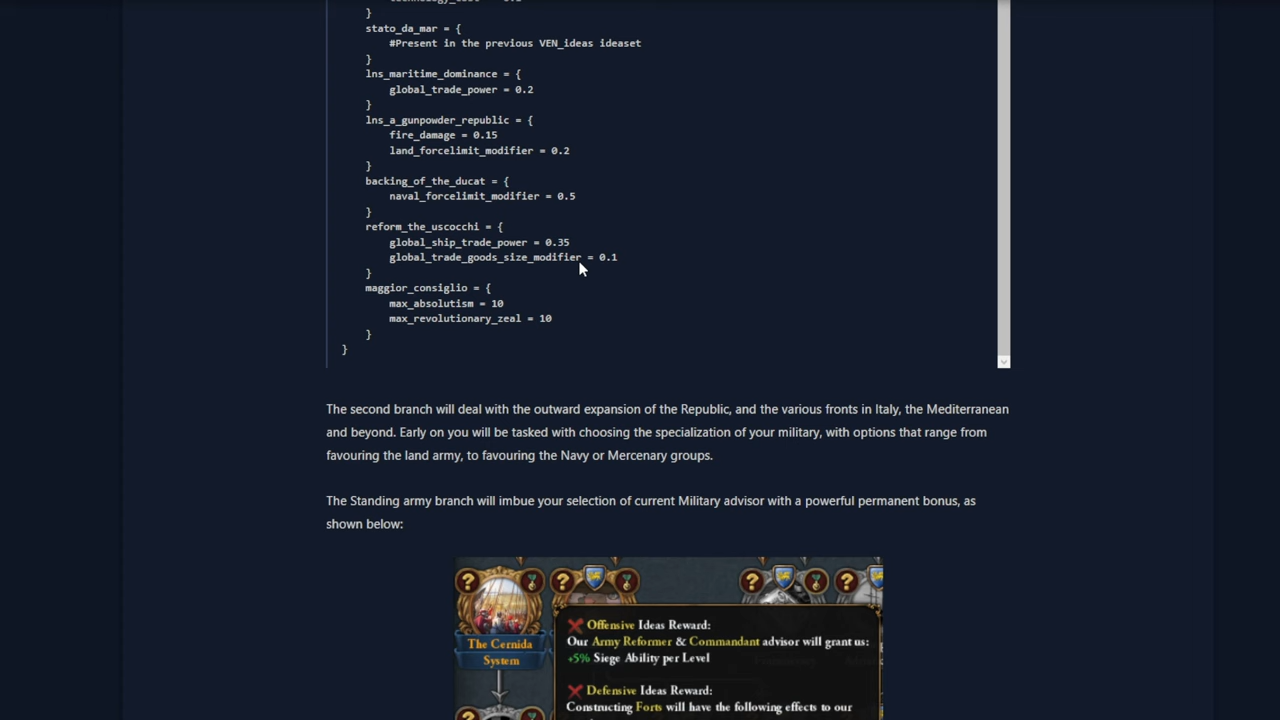 }
stato_da_mar = {
#Present in the previous VEN_ideas ideaset
}
lns_maritime_dominance = {
global_trade_power = 0.2
}
lns_a_gunpowder_republic = {
fire_damage = 0.15
land_forcelimit_modifier = 0.2
}
backing_of_the_ducat = {
naval_forcelimit_modifier = 0.5
}
reform_the_uscocchi = {
global_ship_trade_power = 0.35
global_trade_goods_size_modifier = 0.1
}
maggior_consiglio = {
max_absolutism = 10
max_revolutionary_zeal = 10
}
}
The second branch will deal with the outward expansion of the Republic, and the various fronts in Italy, the Mediterranean
and beyond. Early on you will be tasked with choosing the specialization of your military, with options that range from
favouring the land army, to favouring the Navy or Mercenary groups.
The Standing army branch will imbue your selection of current Military advisor with a powerful permanent bonus, as
shown below:
The Cernida
System
Offensive Ideas Reward:
Our Army Reformer & Commandant advisor will grant us:
+5% Siege Ability per Level
Defensive Ideas Reward:
Constructing Forts will have the following effects to our